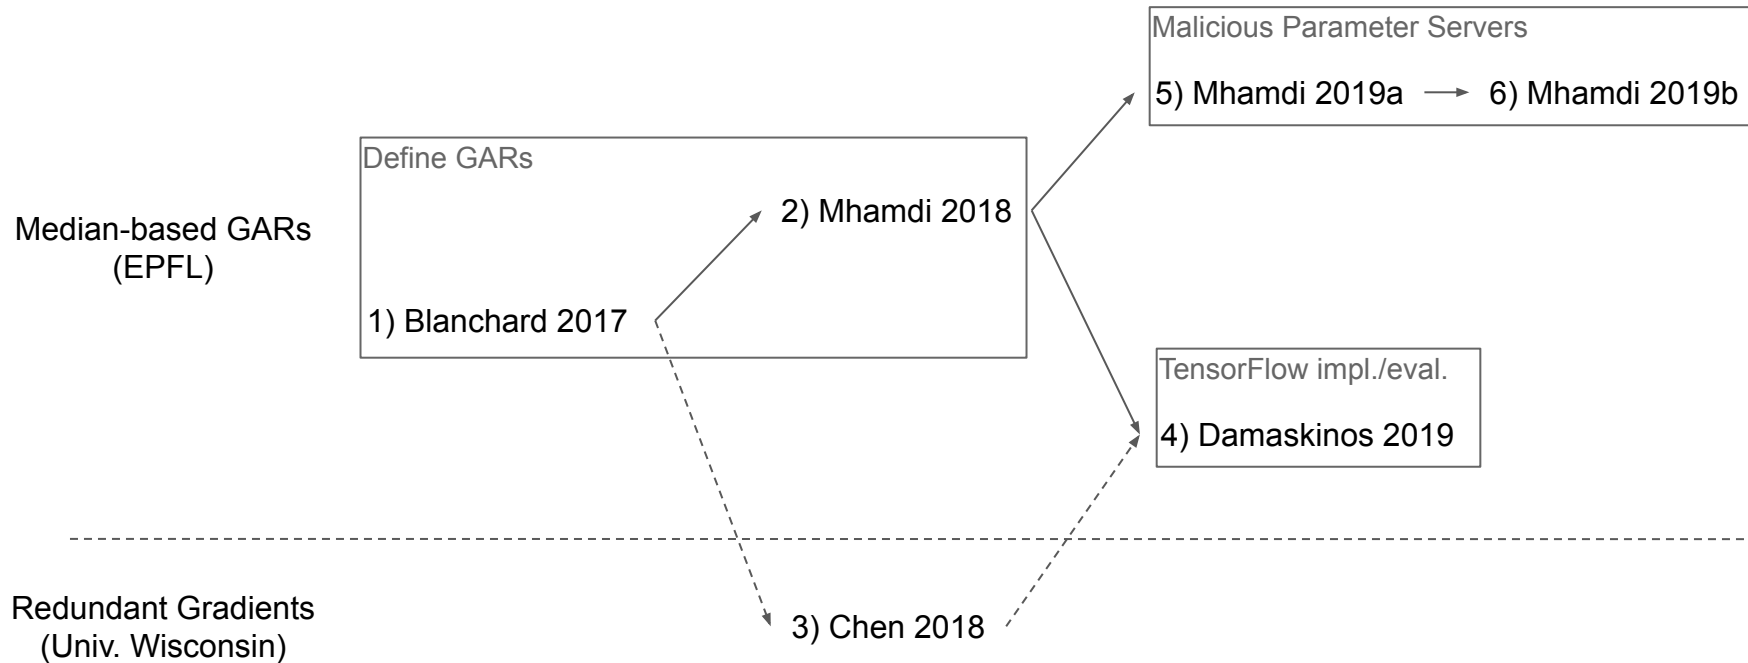 Malicious Parameter Servers
5) Mhamdi 2019a
6) Mhamdi 2019b
Define GARs
2) Mhamdi 2018
Median-based GARs
(EPFL)
1) Blanchard 2017
TensorFlow impl./eval.
4) Damaskinos 2019
Redundant Gradients
(Univ. Wisconsin)
3) Chen 2018